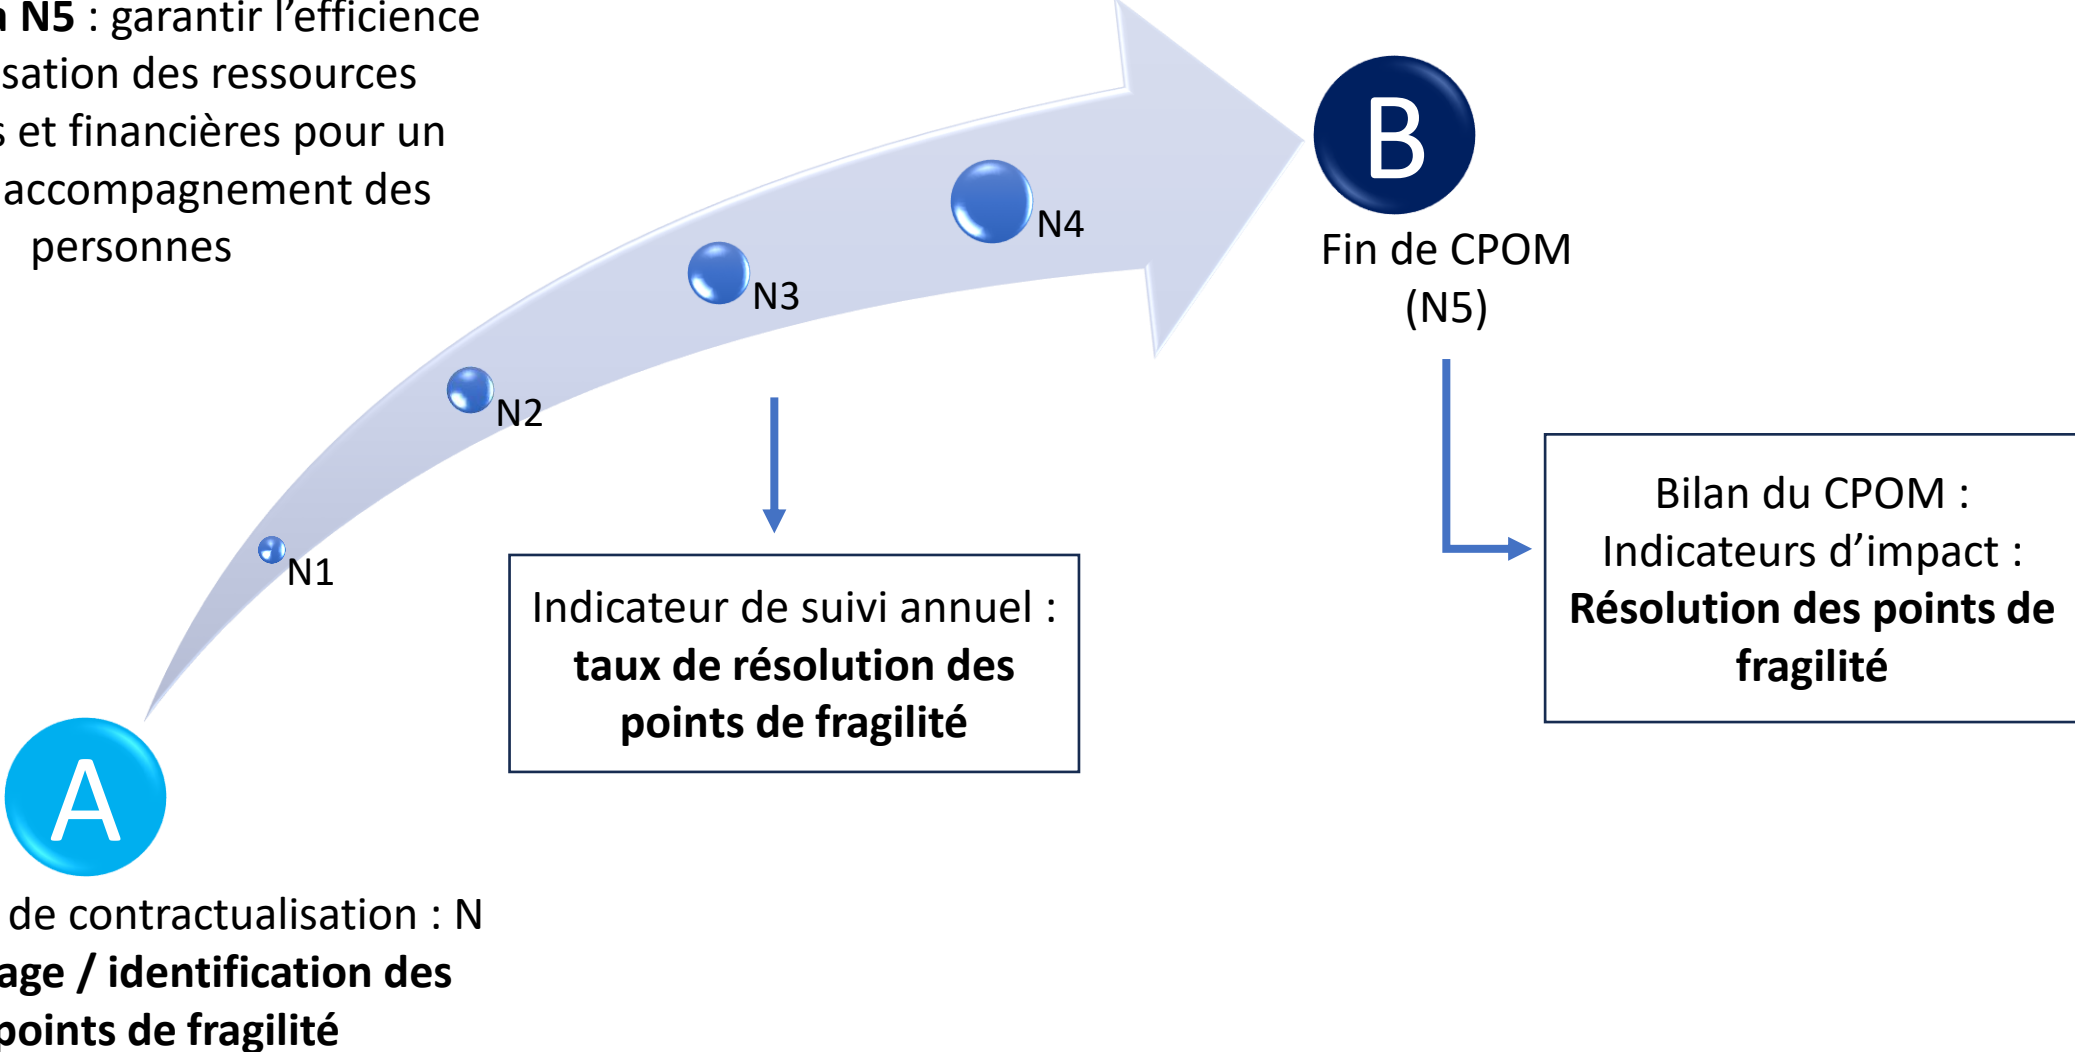 N5 : garantir l’efficience
des ressources
et financières pour un
accompagnement des
personnes
B
N4
Fin de CPOM
(N5)
N3
N2
N1
Indicateur de suivi annuel :
taux de résolution des
points de fragilité
Bilan du CPOM :
Indicateurs d’impact :
Résolution des points de
fragilité
A
de contractualisation : N
/ identification des
points de fragilité